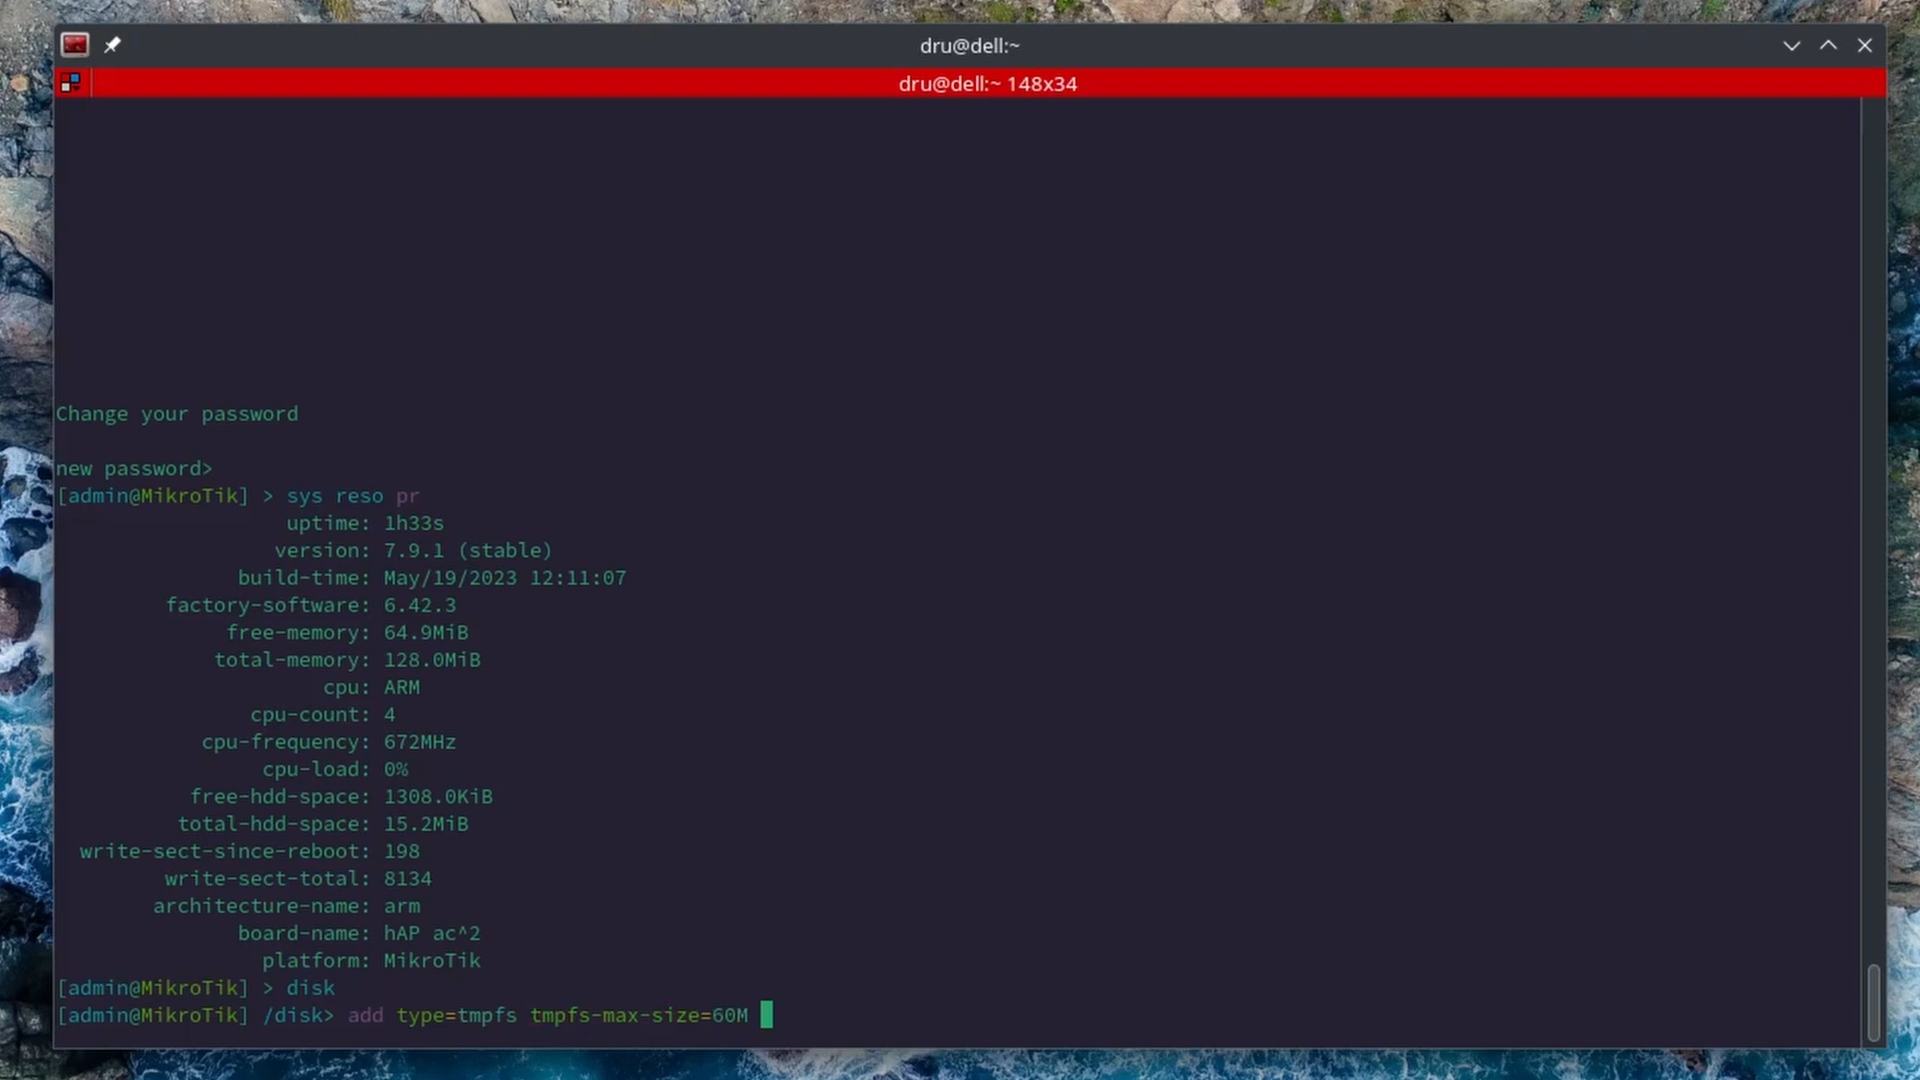 dru@dell:~
dru@dell:~ 148x34
Change your password
new password>
[admin@MikroTik] > sys reso pr
uptime: 1h33s
version: 7.9.1 (stable)
build-time: May/19/2023 12:11:07
factory-software: 6.42.3
free-memory: 64.9MiB
total-memory: 128.0MiB
cpu: ARM
cpu-count: 4
cpu-frequency: 672MHz
cpu-load: 0%
free-hdd-space: 1308.0KiB
total-hdd-space: 15.2MiB
write-sect-since-reboot: 198
write-sect-total: 8134
architecture-name: arm
board-name: hAP ac^2
platform: MikroTik
[admin@MikroTik] > disk
[admin@MikroTik] /disk> add type=tmpfs tmpfs-max-size=60M